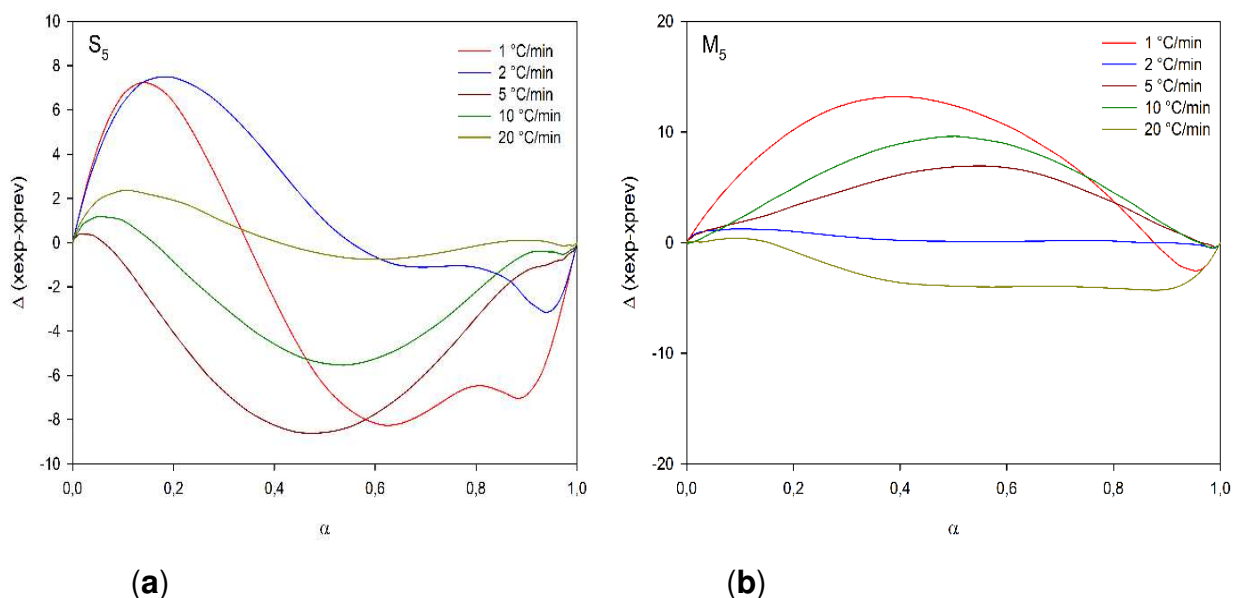 S5
1 °C/min
2 °C/min
5 °C/min
10 °C/min
20 °C/min
Δ (xexp-xprev)
10
8
6
4
2
0
-2
-4
-6
-8
-10
0,0 0,2 0,4 0,6 0,8 1,0
α
(a)
M5
1 °C/min
2 °C/min
5 °C/min
10 °C/min
20 °C/min
Δ (xexp-xprev)
20
10
0
-10
-20
0,0 0,2 0,4 0,6 0,8 1,0
α
(b)